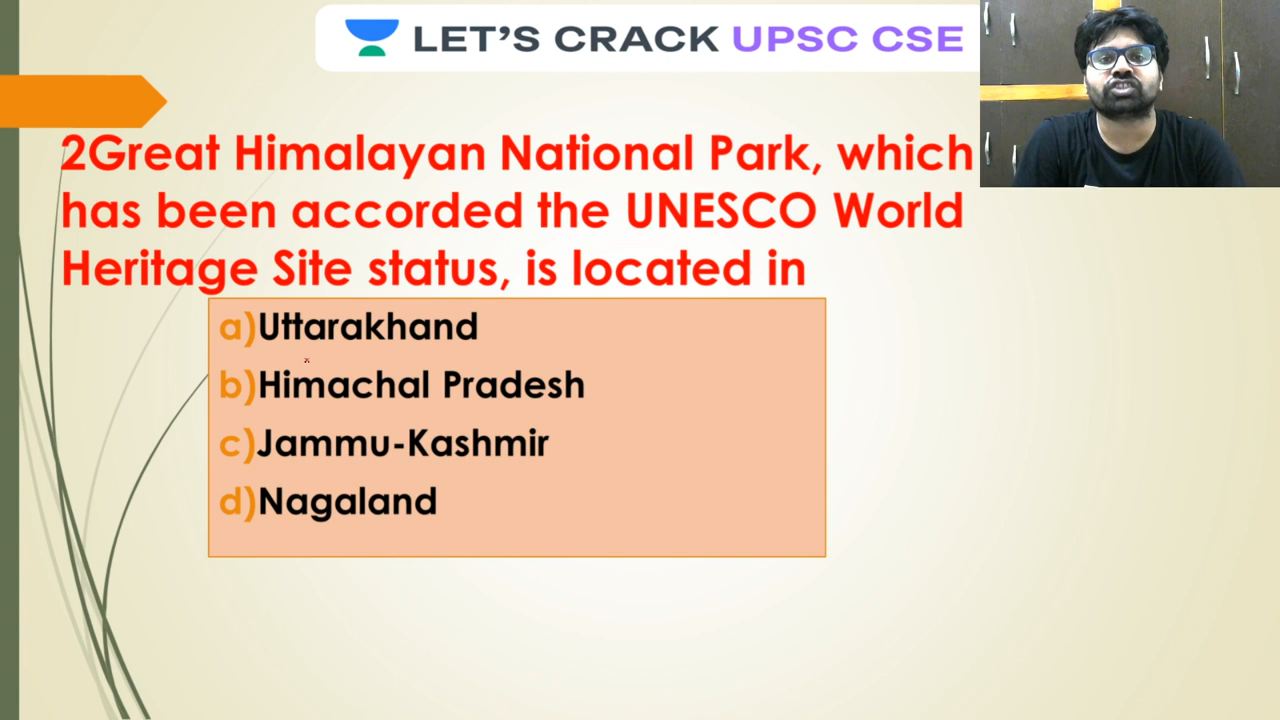 LET'S CRACK UPSC CSE
2Great Himalayan National Park, which
has been accorded the UNESCO World
Heritage Site status, is located in
a)Uttarakhand
b)Himachal Pradesh
c)Jammu-Kashmir
d)Nagaland